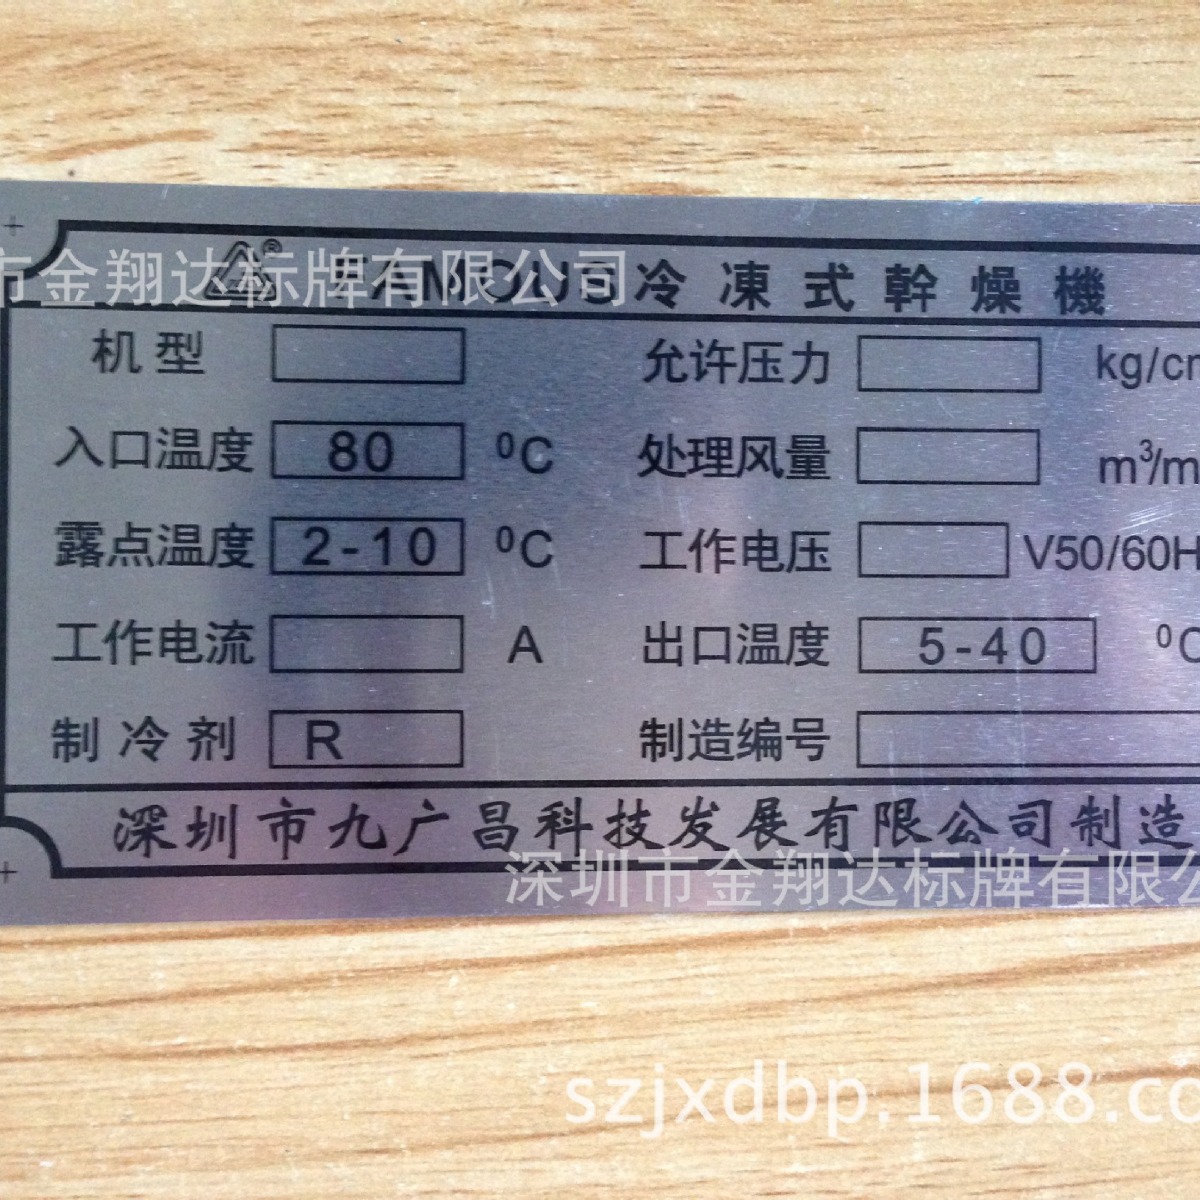 ® FAMOUS 冷凍式幹燥機
市金翔达标牌有限公司
机型 允许压力 kg/cm
入口温度 80 ⁰C 处理风量 m³/m
露点温度 2-10 ⁰C 工作电压 V50/60H
工作电流 A 出口温度 5-40 ⁰C
制冷剂 R 制造编号
深圳市九广昌科技发展有限公司制造
深圳市金翔达标牌有限公
szjxdbp.1688.co